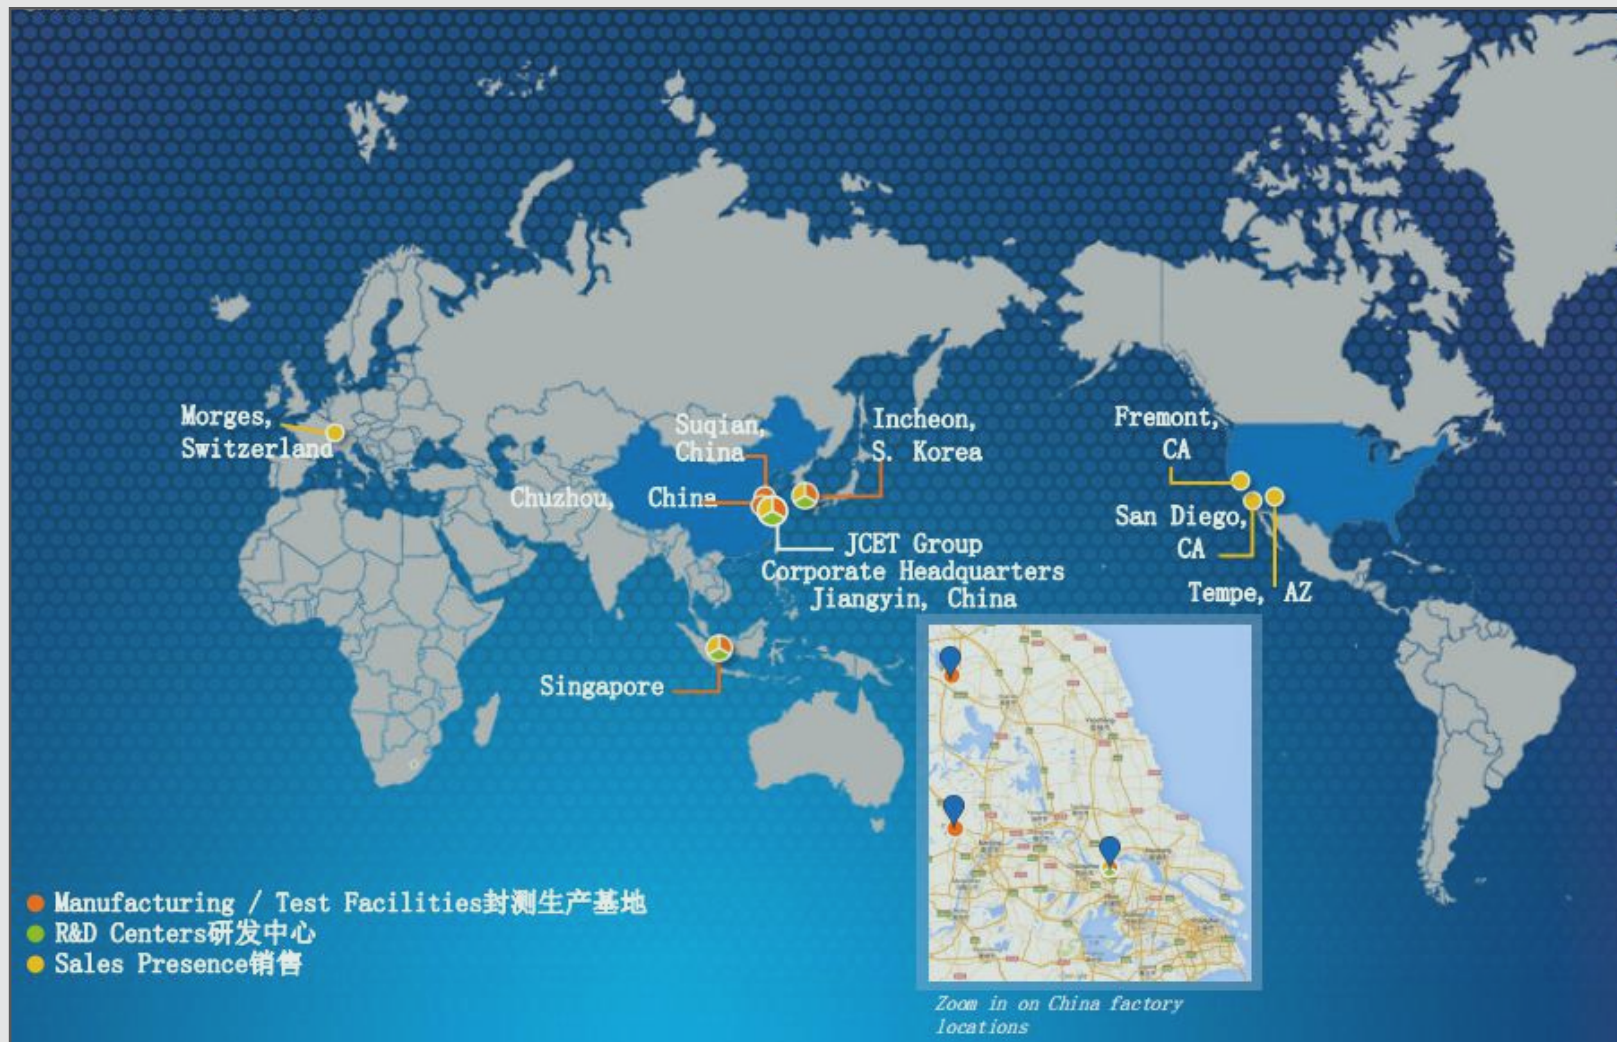 Morges,
Switzerland
Suqian,
China
Chuzhou, China
Incheon,
S. Korea
JCET Group
Corporate Headquarters
Jiangyin, China
Singapore
Fremont,
CA
San Diego,
CA
Tempe, AZ
Manufacturing / Test Facilities封测生产基地
R&D Centers研发中心
Sales Presence销售
Zoom in on China factory
locations